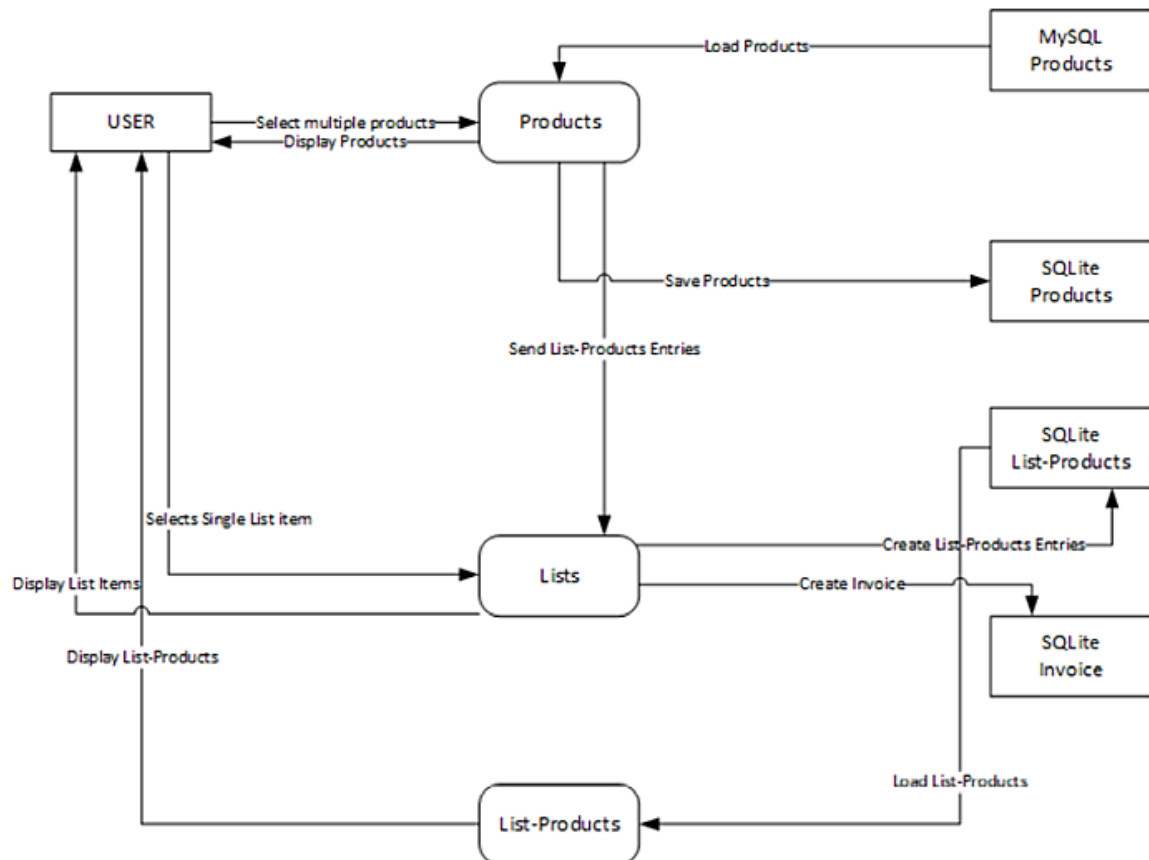 MySQL
Products
Load Products
USER
Select multiple products
Display Products
Products
SQLite
Products
Save Products
Send List-Products Entries
SQLite
List-Products
Selects Single List item
Create List-Products Entries
Lists
Display List Items
Create Invoice
SQLite
Invoice
Display List-Products
Load List-Products
List-Products